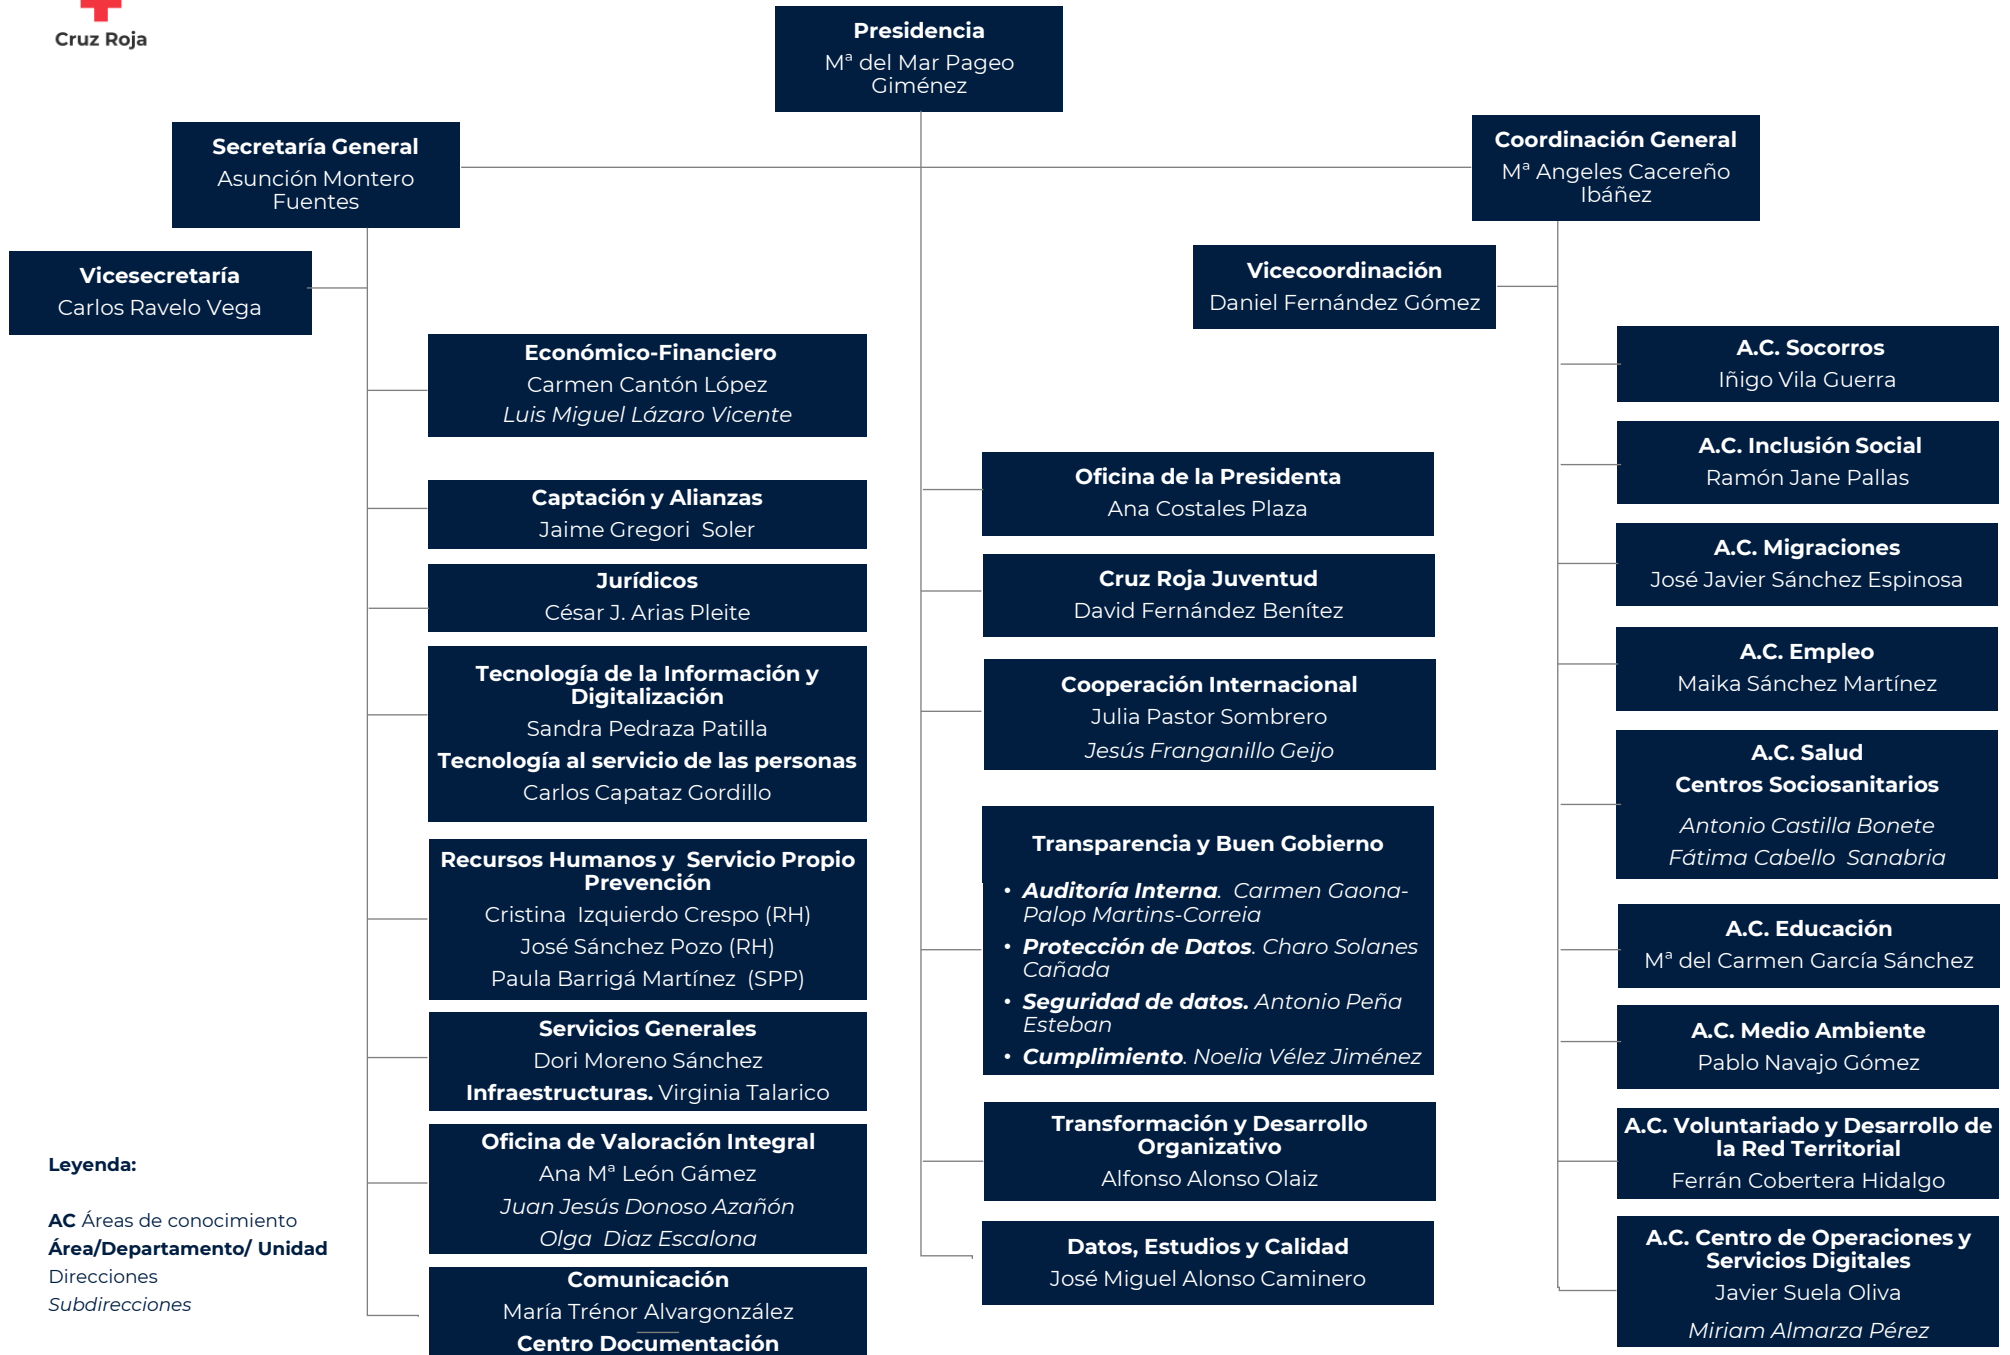 Cruz Roja
Presidencia
Mª del Mar Pageo
Giménez
Secretaría General
Asunción Montero
Fuentes
Coordinación General
Mª Angeles Cacereño
Ibáñez
Vicesecretaría
Carlos Ravelo Vega
Vicecoordinación
Daniel Fernández Gómez
Económico-Financiero
Carmen Cantón López
Luis Miguel Lázaro Vicente
Captación y Alianzas
Jaime Gregori Soler
Jurídicos
César J. Arias Pleite
Tecnología de la Información y
Digitalización
Sandra Pedraza Patilla
Tecnología al servicio de las personas
Carlos Capataz Gordillo
Recursos Humanos y Servicio Propio
Prevención
Cristina Izquierdo Crespo (RH)
José Sánchez Pozo (RH)
Paula Barrigá Martínez (SPP)
Servicios Generales
Dori Moreno Sánchez
Infraestructuras. Virginia Talarico
Oficina de Valoración Integral
Ana Mª León Gámez
Juan Jesús Donoso Azañón
Olga Diaz Escalona
Comunicación
María Trénor Alvargonzález
Centro Documentación
Oficina de la Presidenta
Ana Costales Plaza
Cruz Roja Juventud
David Fernández Benítez
Cooperación Internacional
Julia Pastor Sombrero
Jesús Franganillo Geijo
Transparencia y Buen Gobierno
• Auditoría Interna. Carmen Gaona-
Palop Martins-Correia
• Protección de Datos. Charo Solanes
Cañada
• Seguridad de datos. Antonio Peña
Esteban
• Cumplimiento. Noelia Vélez Jiménez
Transformación y Desarrollo
Organizativo
Alfonso Alonso Olaiz
Datos, Estudios y Calidad
José Miguel Alonso Caminero
A.C. Socorros
Iñigo Vila Guerra
A.C. Inclusión Social
Ramón Jane Pallas
A.C. Migraciones
José Javier Sánchez Espinosa
A.C. Empleo
Maika Sánchez Martínez
A.C. Salud
Centros Sociosanitarios
Antonio Castilla Bonete
Fátima Cabello Sanabria
A.C. Educación
Mª del Carmen García Sánchez
A.C. Medio Ambiente
Pablo Navajo Gómez
A.C. Voluntariado y Desarrollo de
la Red Territorial
Ferrán Cobertera Hidalgo
A.C. Centro de Operaciones y
Servicios Digitales
Javier Suela Oliva
Miriam Almarza Pérez
Leyenda:
AC Áreas de conocimiento
Área/Departamento/ Unidad
Direcciones
Subdirecciones